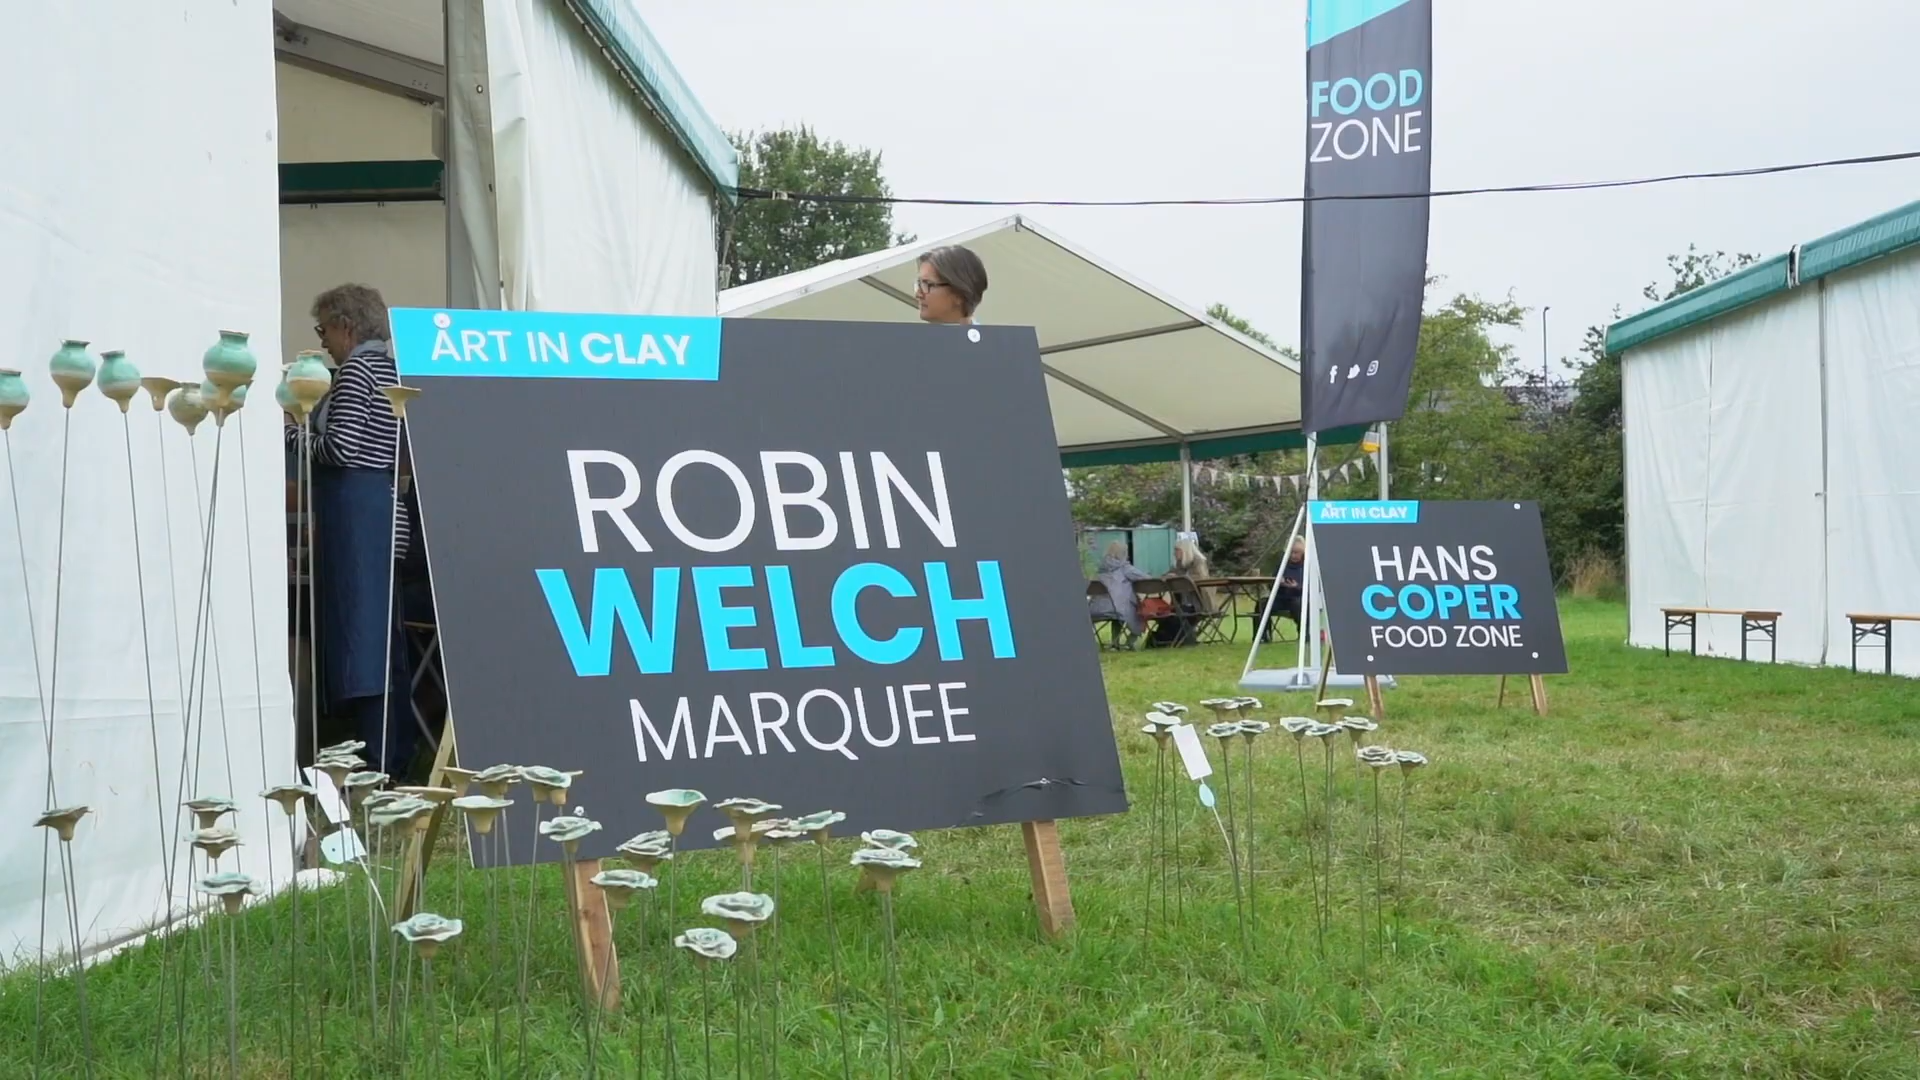 FOOD
ZONE
ART IN CLAY
ROBIN
WELCH
MARQUEE
ART IN CLAY
HANS
COPER
FOOD ZONE